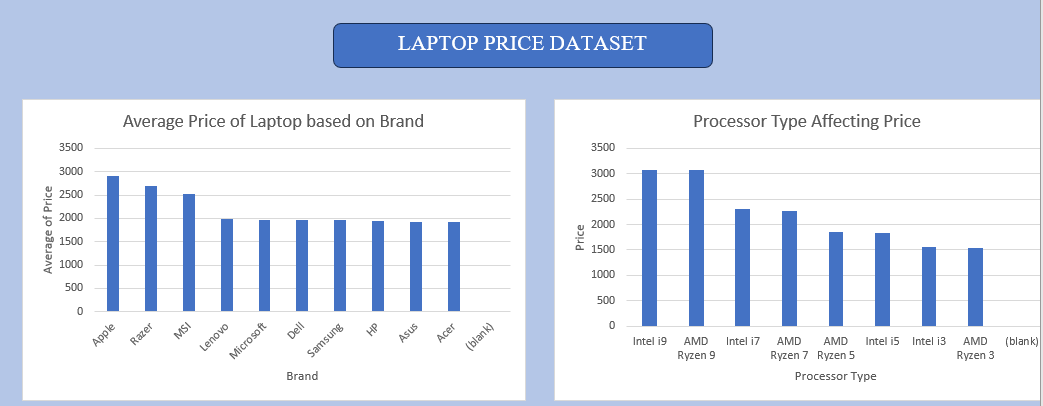 LAPTOP PRICE DATASET
Average Price of Laptop based on Brand
3500
3000
2500
2000
1500
1000
500
0
Average of Price
Apple
Razer
MSI
Lenovo
Microsoft
Dell
Samsung
HP
Asus
Acer
(blank)
Brand
Processor Type Affecting Price
3500
3000
2500
2000
1500
1000
500
0
Price
Intel i9
AMD
Ryzen 9
Intel i7
AMD
Ryzen 7
AMD
Ryzen 5
Intel i5
Intel i3
AMD
Ryzen 3
(blank)
Processor Type